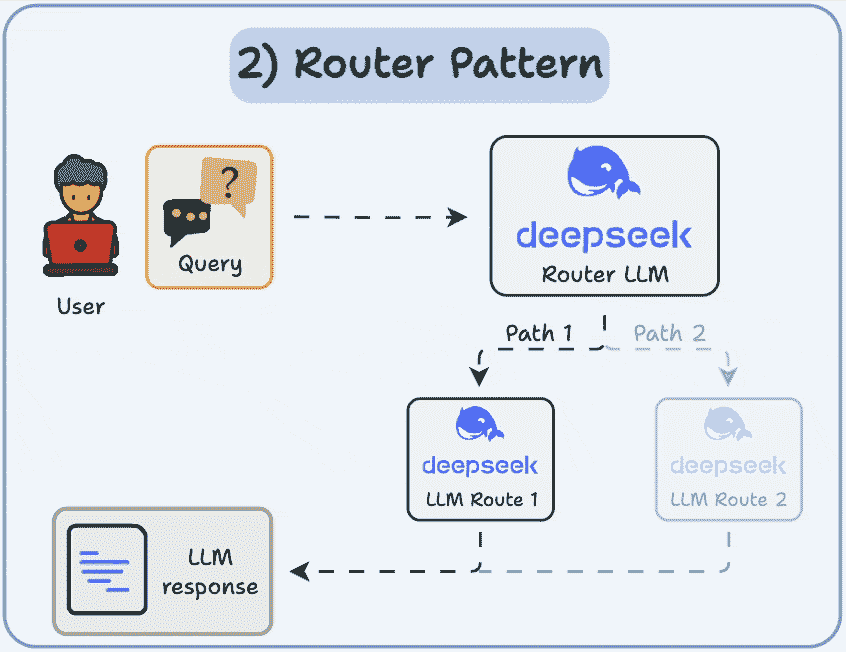 2) Router Pattern
?
Query
User
deepseek
Router LLM
Path 1
Path 2
deepseek
LLM Route 1
deepseek
LLM Route 2
LLM
response